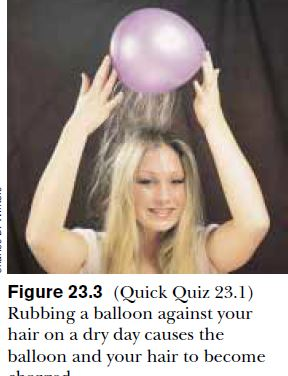 Figure 23.3 (Quick Quiz 23.1)
Rubbing a balloon against your
hair on a dry day causes the
balloon and your hair to become